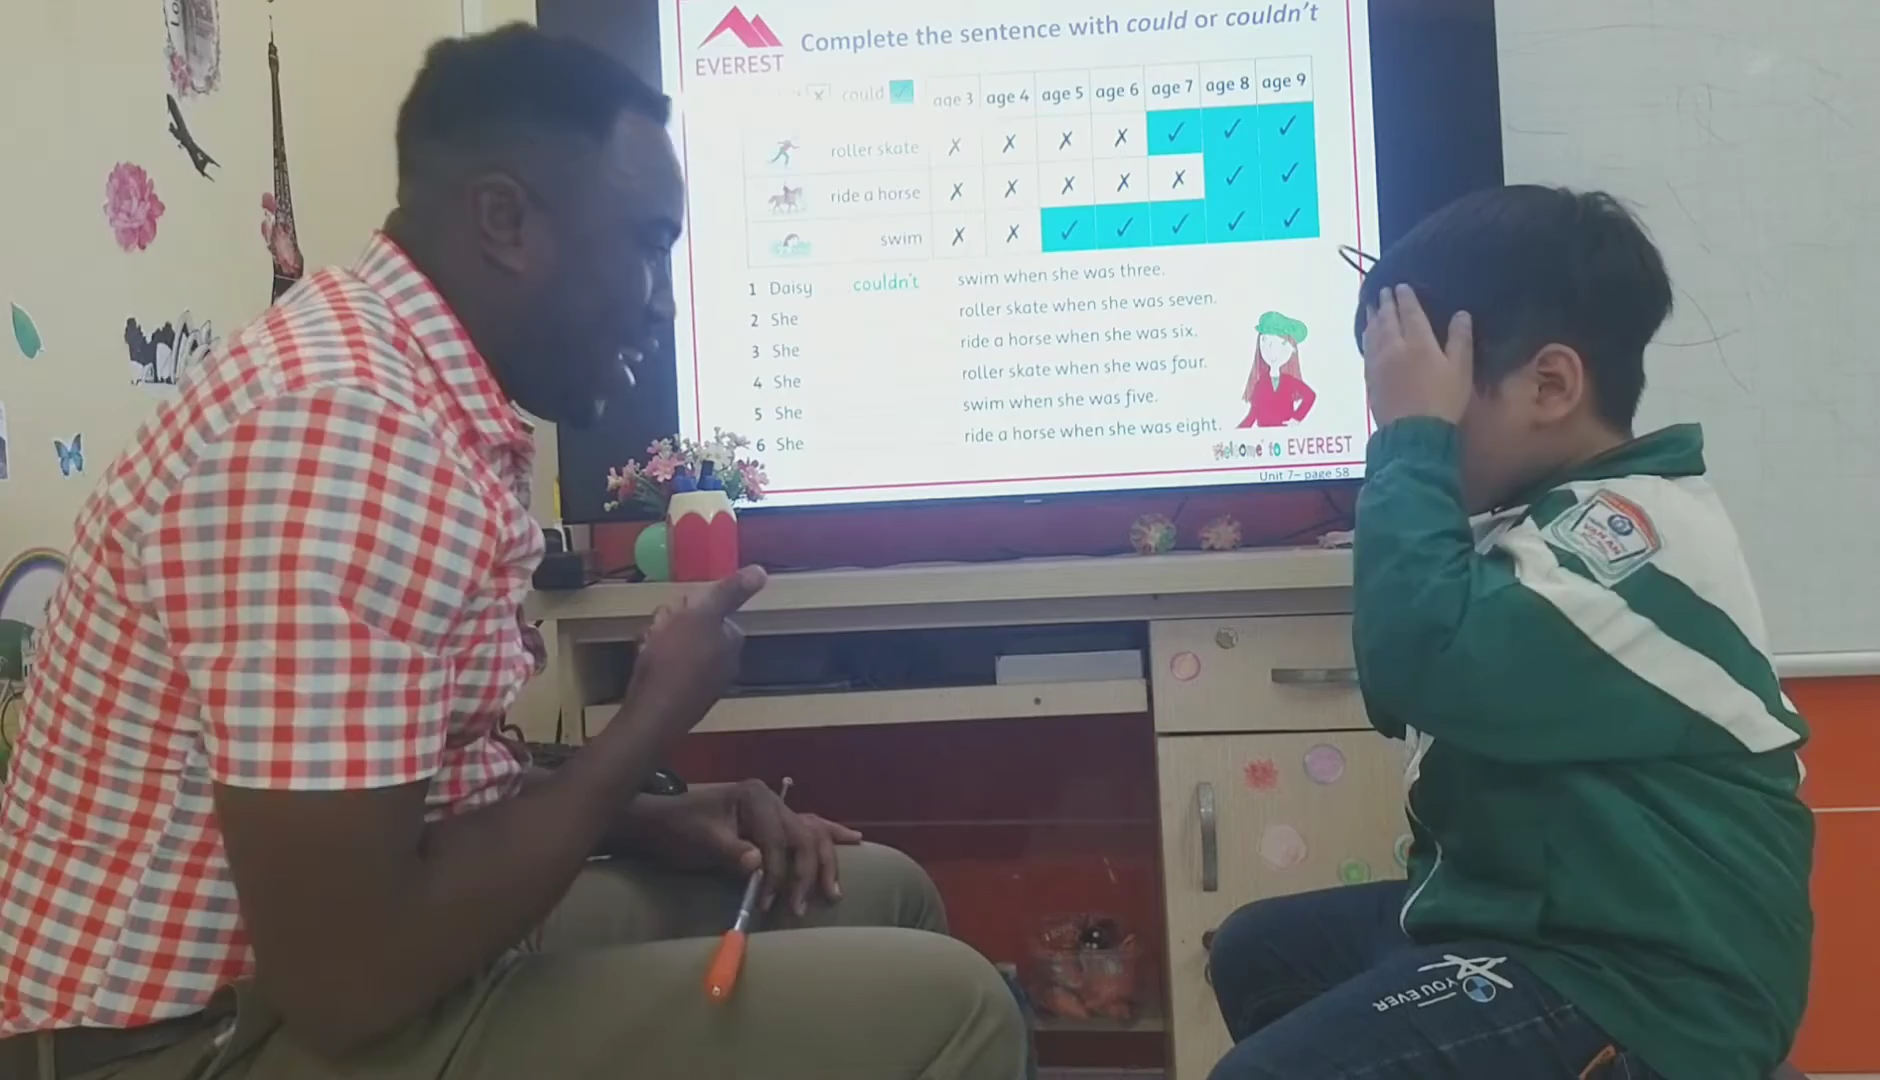 Complete the sentence with could or couldn't
EVEREST
x could ✓ age 3 age 4 age 5 age 6 age 7 age 8 age 9
roller skate ✗ ✗ ✗ ✗ ✓ ✓ ✓
ride a horse ✗ ✗ ✗ ✗ ✗ ✓ ✓
swim ✗ ✗ ✓ ✓ ✓ ✓ ✓
1 Daisy couldn't swim when she was three.
2 She roller skate when she was seven.
3 She ride a horse when she was six.
4 She roller skate when she was four.
5 She swim when she was five.
6 She ride a horse when she was eight.
Welcome to EVEREST
Unit 7– page 58
VAN AN
YOU EVER